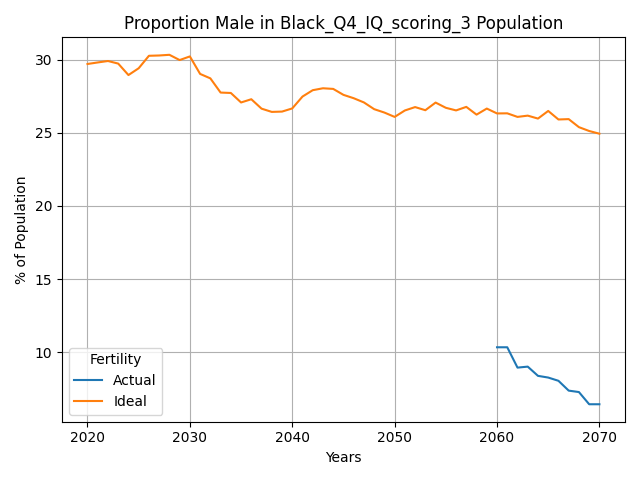 Proportion Male in Black_Q4_IQ_scoring_3 Population
% of Population
30
25
20
15
10
Fertility
Actual
Ideal
2020 2030 2040 2050 2060 2070
Years